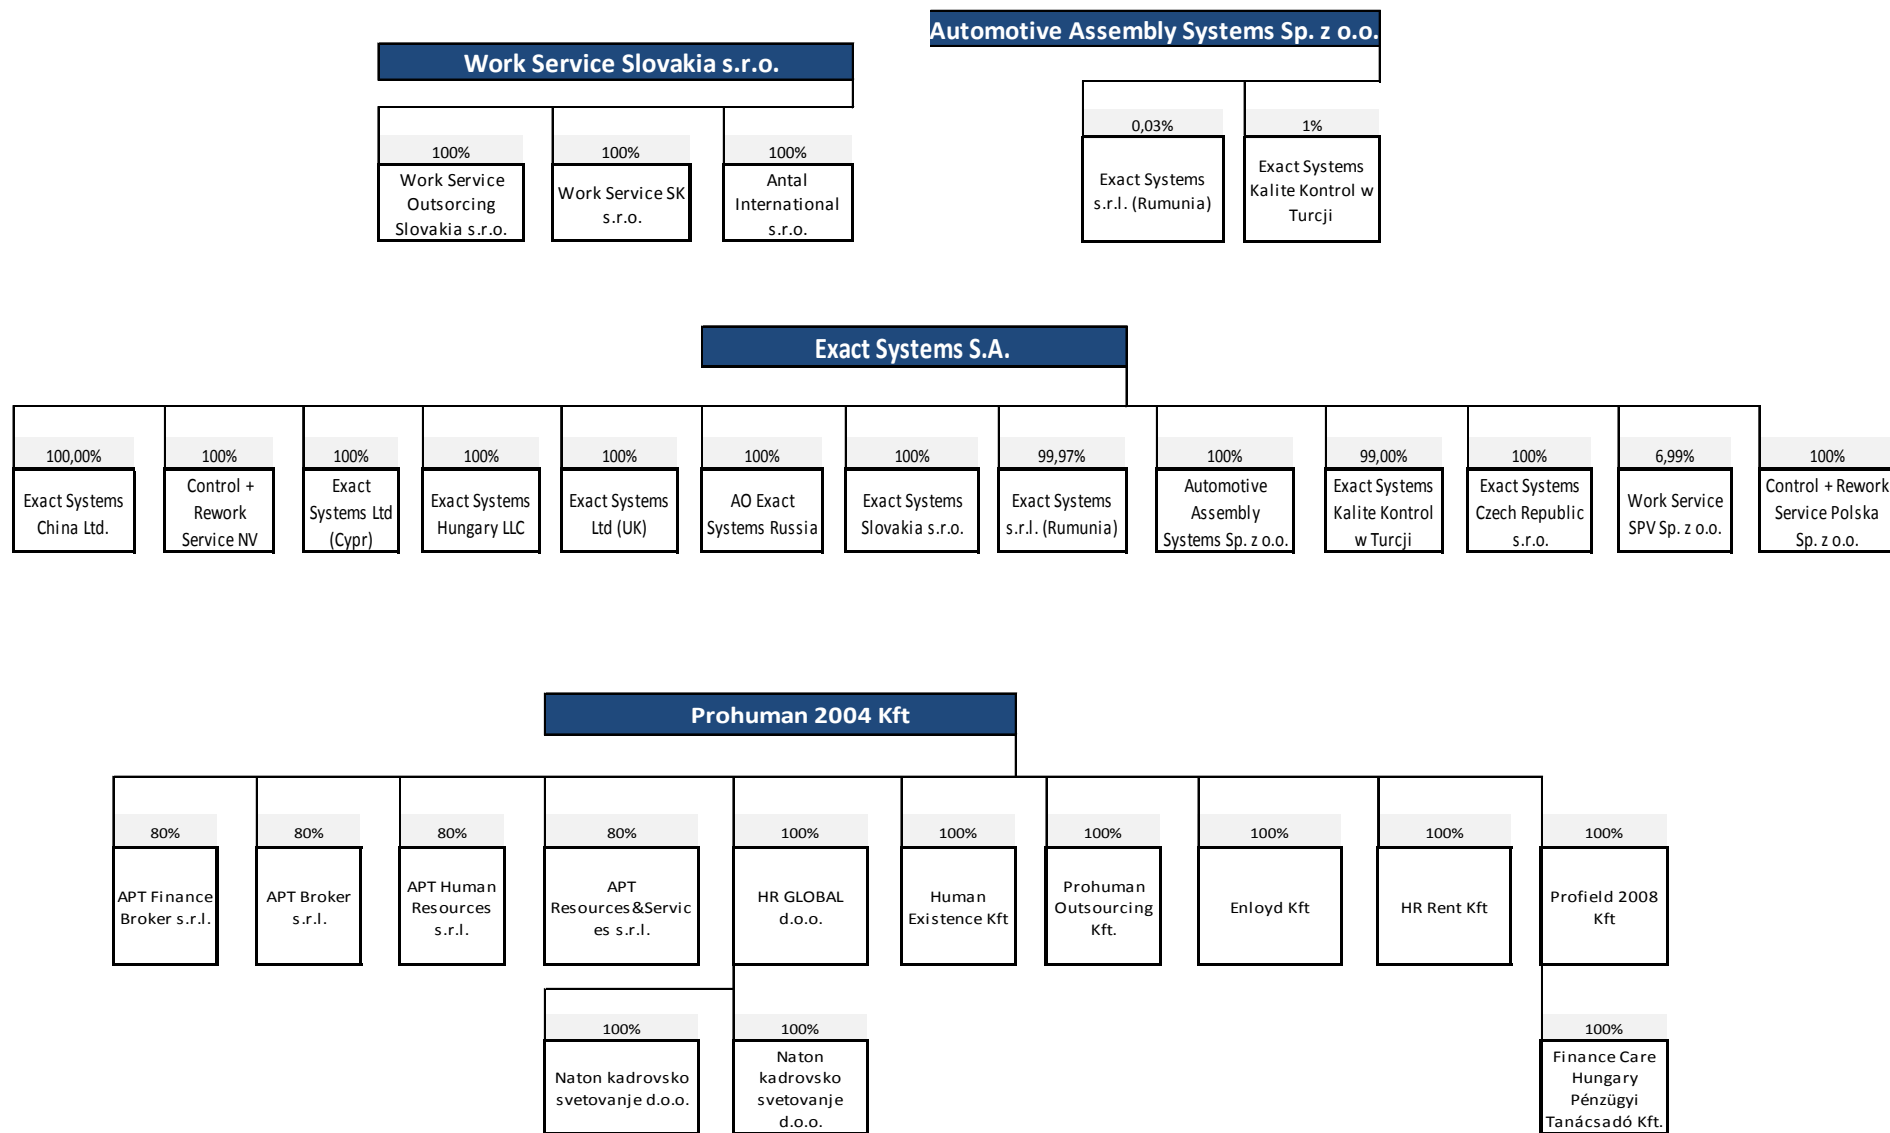 Automotive Assembly Systems Sp. z o.o.
Work Service Slovakia s.r.o.
0,03%
1%
100%
100%
100%
Work Service
Outsorcing
Slovakia s.r.o.
Work Service SK
s.r.o.
Antal
International
s.r.o.
Exact Systems
s.r.l. (Rumunia)
Exact Systems
Kalite Kontrol w
Turcji
Exact Systems S.A.
100,00%
100%
100%
100%
100%
100%
100%
99,97%
100%
99,00%
100%
6,99%
100%
Exact Systems
China Ltd.
Control +
Rework
Service NV
Exact
Systems Ltd
(Cypr)
Exact Systems
Hungary LLC
Exact Systems
Ltd (UK)
AO Exact
Systems Russia
Exact Systems
Slovakia s.r.o.
Exact Systems
s.r.l. (Rumunia)
Automotive
Assembly
Systems Sp. z o.o.
Exact Systems
Kalite Kontrol
w Turcji
Exact Systems
Czech Republic
s.r.o.
Work Service
SPV Sp. z o.o.
Control + Rework
Service Polska
Sp. z o.o.
Prohuman 2004 Kft
80%
80%
80%
80%
100%
100%
100%
100%
100%
100%
APT Finance
Broker s.r.l.
APT Broker
s.r.l.
APT Human
Resources
s.r.l.
APT
Resources&Servic
es s.r.l.
HR GLOBAL
d.o.o.
Human
Existence Kft
Prohuman
Outsourcing
Kft.
Enloyd Kft
HR Rent Kft
Profield 2008
Kft
100%
100%
100%
Naton kadrovsko
svetovanje d.o.o.
Naton
kadrovsko
svetovanje
d.o.o.
Finance Care
Hungary
Pénzügyi
Tanácsadó Kft.